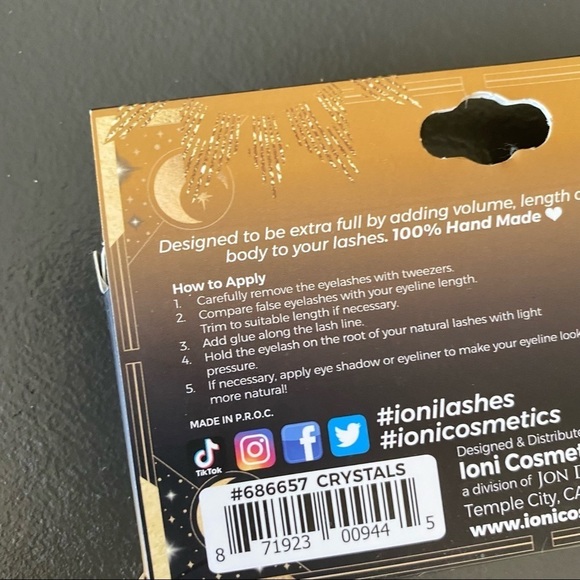 Designed to be extra full by adding volume, length
body to your lashes. 100% Hand Made 🤍
How to Apply
1. Carefully remove the eyelashes with tweezers.
2. Compare false eyelashes with your eyeline length.
Trim to suitable length if necessary.
3. Add glue along the lash line.
4. Hold the eyelash on the root of your natural lashes with light
pressure.
5. If necessary, apply eye shadow or eyeliner to make your eyeline look
more natural!
MADE IN P.R.O.C.
TikTok
#ionilashes
#ionicosmetics
Designed & Distribute
Ioni Cosmet
a division of JON
Temple City, CA
www.ionicos
#686657 CRYSTALS
8 71923 00944 5